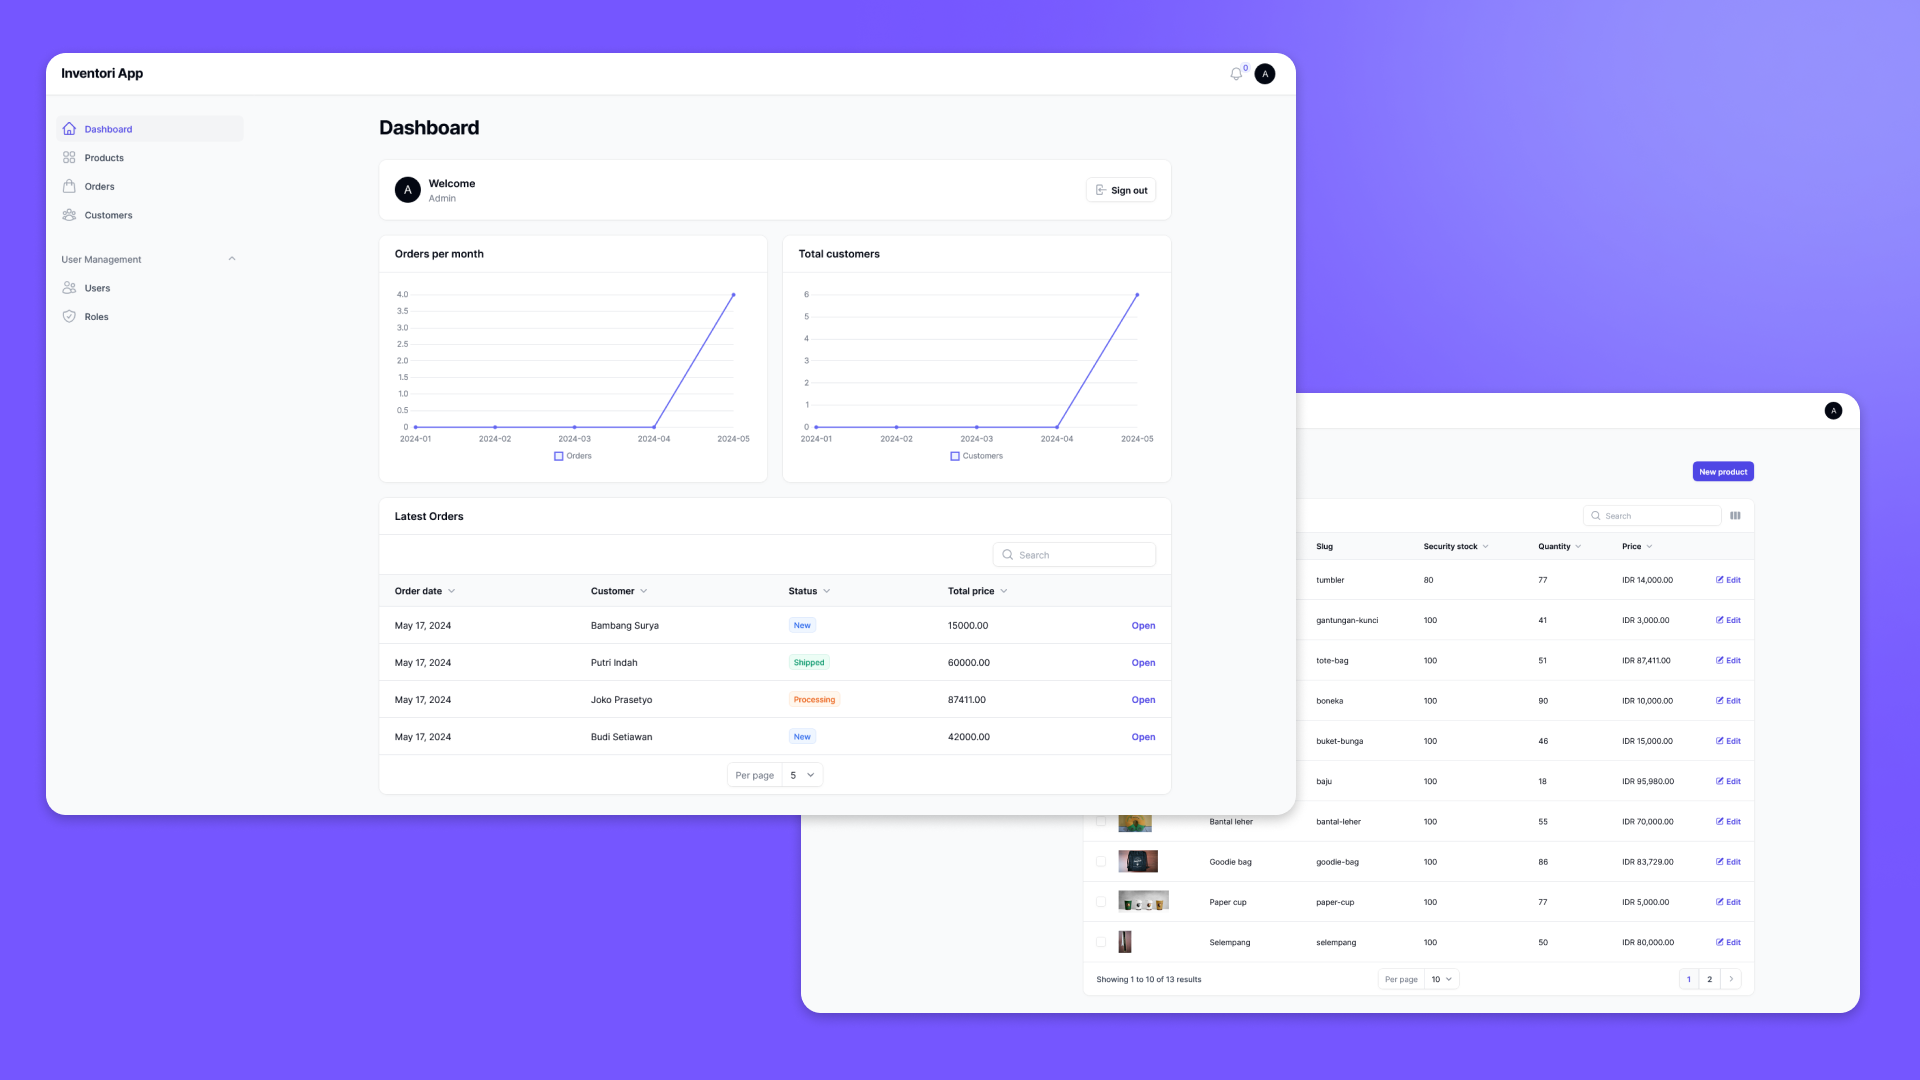 Inventori App
0
A
Dashboard
Products
Orders
Customers
User Management
Users
Roles
Dashboard
A
Welcome
Admin
Sign out
Orders per month
4.0
3.5
3.0
2.5
2.0
1.5
1.0
0.5
0
2024-01 2024-02 2024-03 2024-04 2024-05
Orders
Total customers
6
5
4
3
2
1
0
2024-01 2024-02 2024-03 2024-04 2024-05
Customers
Latest Orders
Search
Order date Customer Status Total price
May 17, 2024 Bambang Surya New 15000.00 Open
May 17, 2024 Putri Indah Shipped 60000.00 Open
May 17, 2024 Joko Prasetyo Processing 87411.00 Open
May 17, 2024 Budi Setiawan New 42000.00 Open
Per page 5
A
New product
Search
Slug Security stock Quantity Price
tumbler 80 77 IDR 14,000.00 Edit
gantungan-kunci 100 41 IDR 3,000.00 Edit
tote-bag 100 51 IDR 87,411.00 Edit
boneka 100 90 IDR 10,000.00 Edit
buket-bunga 100 46 IDR 15,000.00 Edit
baju 100 18 IDR 95,980.00 Edit
Bantal leher bantal-leher 100 55 IDR 70,000.00 Edit
Goodie bag goodie-bag 100 86 IDR 83,729.00 Edit
Paper cup paper-cup 100 77 IDR 5,000.00 Edit
Selempang selempang 100 50 IDR 80,000.00 Edit
Showing 1 to 10 of 13 results Per page 10 1 2